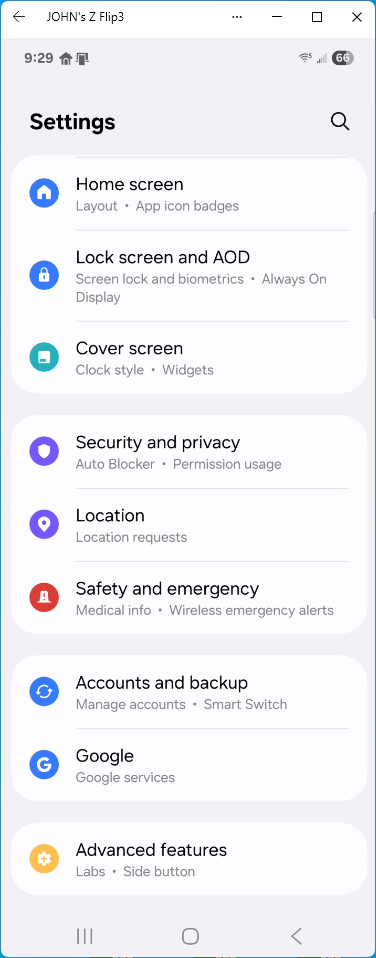 JOHN's Z Flip3
9:29
66
Settings
Home screen
Layout • App icon badges
Lock screen and AOD
Screen lock and biometrics • Always On
Display
Cover screen
Clock style • Widgets
Security and privacy
Auto Blocker • Permission usage
Location
Location requests
Safety and emergency
Medical info • Wireless emergency alerts
Accounts and backup
Manage accounts • Smart Switch
Google
Google services
Advanced features
Labs • Side button